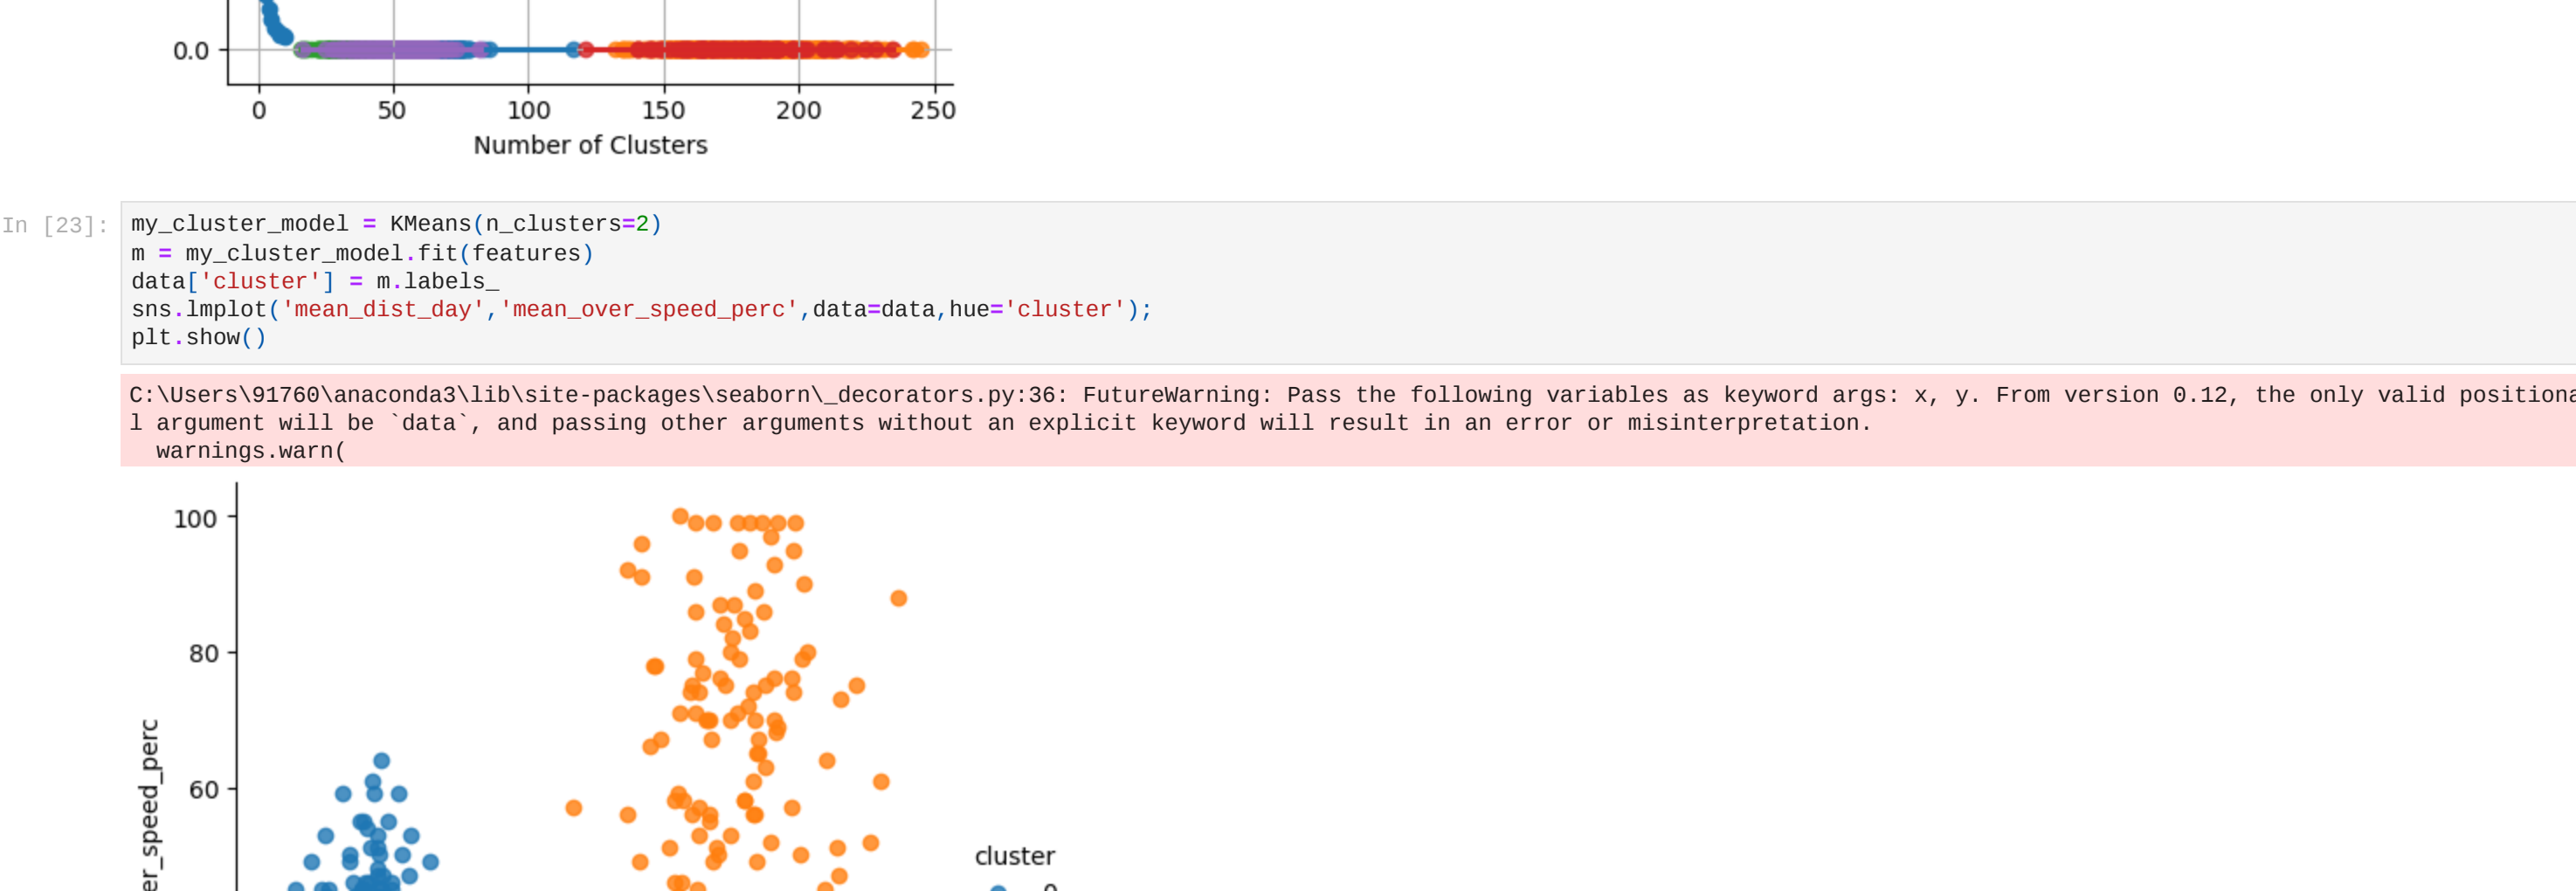 0.0
0 50 100 150 200 250
Number of Clusters
In [23]:
my_cluster_model = KMeans(n_clusters=2)
m = my_cluster_model.fit(features)
data['cluster'] = m.labels_
sns.lmplot('mean_dist_day','mean_over_speed_perc',data=data,hue='cluster');
plt.show()
C:\Users\91760\anaconda3\lib\site-packages\seaborn\_decorators.py:36: FutureWarning: Pass the following variables as keyword args: x, y. From version 0.12, the only valid positiona
l argument will be `data`, and passing other arguments without an explicit keyword will result in an error or misinterpretation.
  warnings.warn(
100
80
60
er_speed_perc
cluster